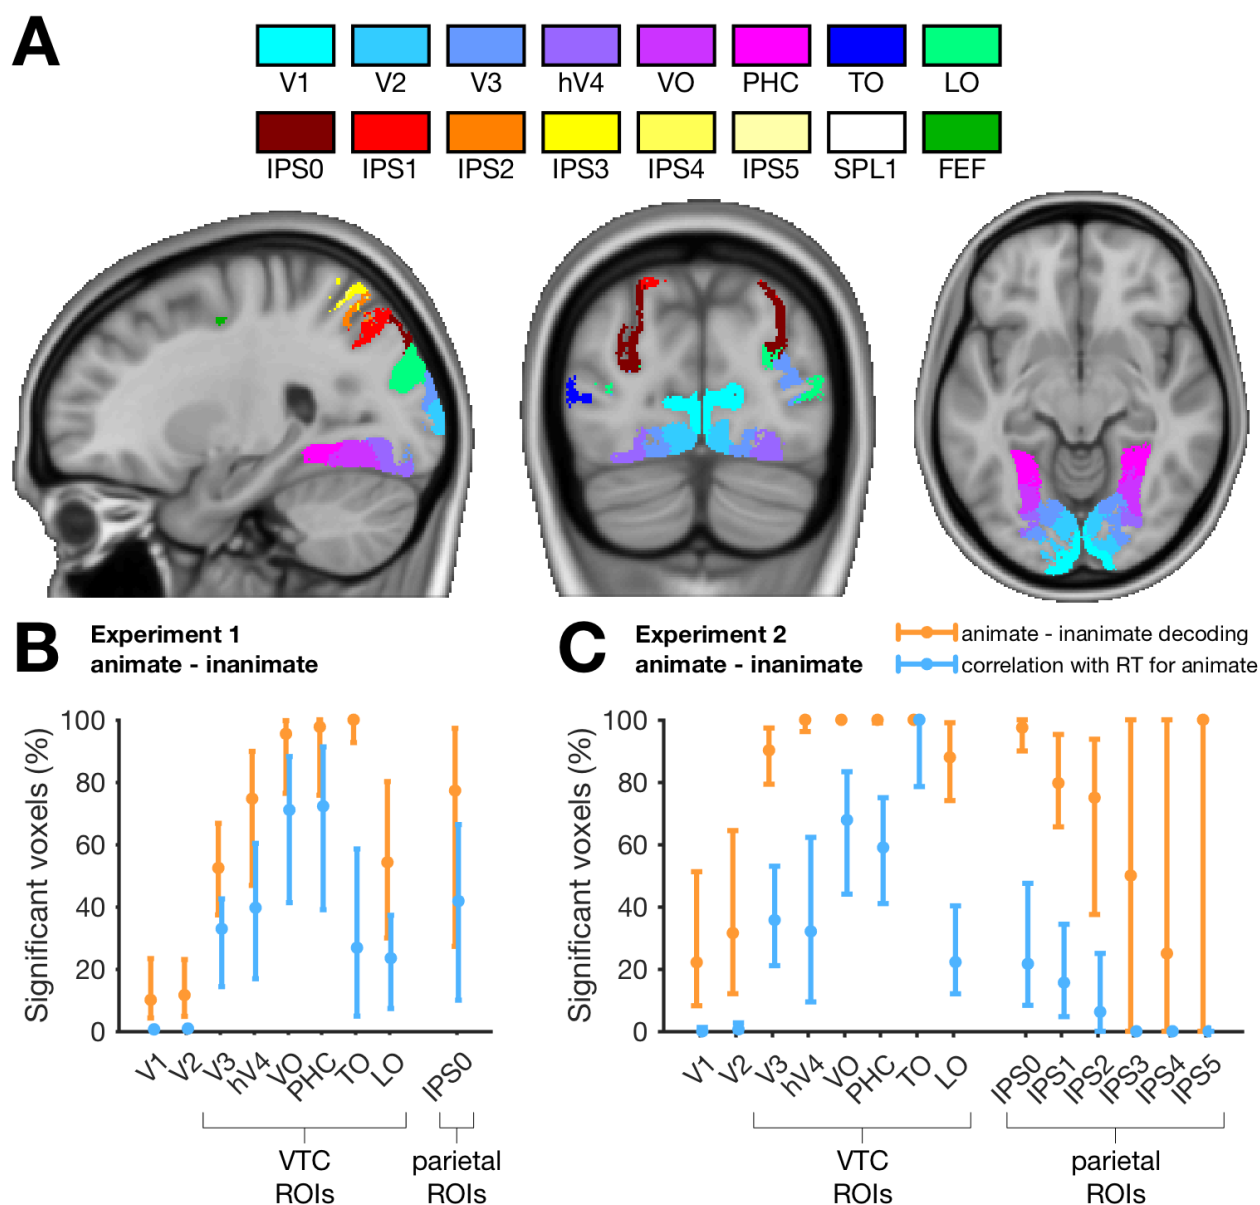 A
V1 V2 V3 hV4 VO PHC TO LO
IPS0 IPS1 IPS2 IPS3 IPS4 IPS5 SPL1 FEF
B
Experiment 1
animate - inanimate
Significant voxels (%)
100
80
60
40
20
0
V1 V2 V3 hV4 VO PHC TO LO IPS0
VTC
ROIs
parietal
ROIs
C
Experiment 2
animate - inanimate
animate - inanimate decoding
correlation with RT for animate
Significant voxels (%)
100
80
60
40
20
0
V1 V2 V3 hV4 VO PHC TO LO IPS0 IPS1 IPS2 IPS3 IPS4 IPS5
VTC
ROIs
parietal
ROIs